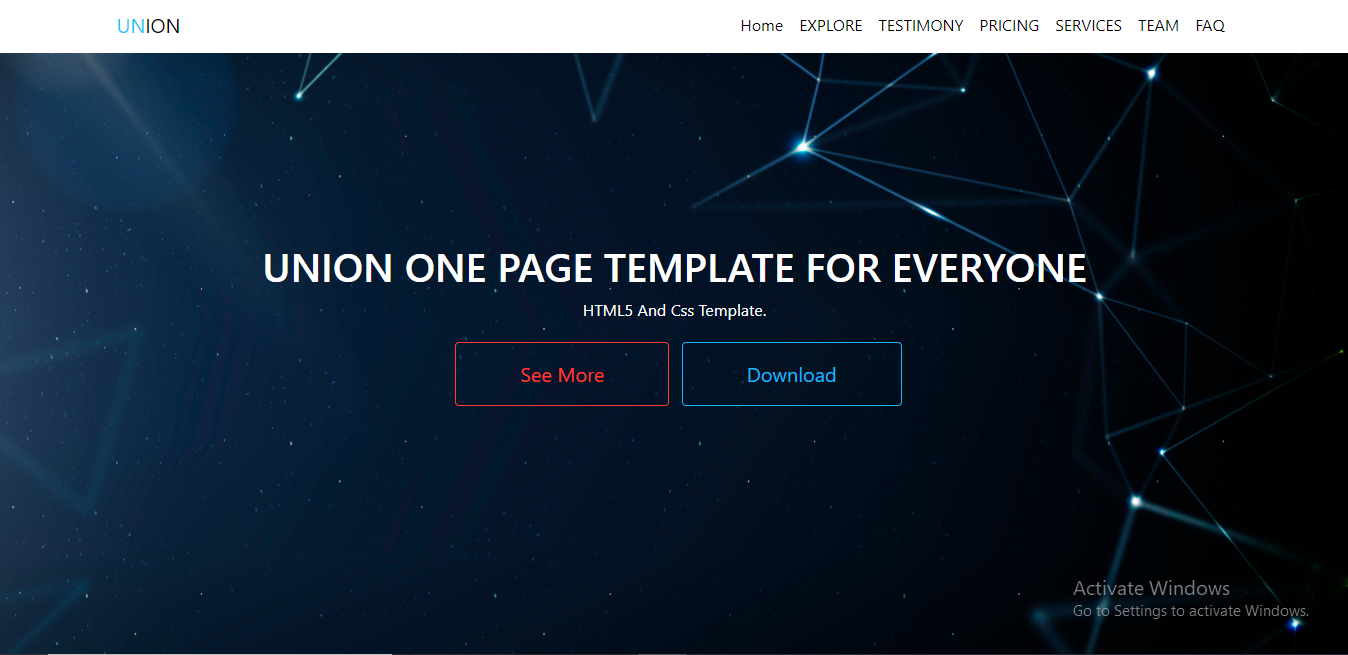 UNION
Home EXPLORE TESTIMONY PRICING SERVICES TEAM FAQ
UNION ONE PAGE TEMPLATE FOR EVERYONE
HTML5 And Css Template.
See More Download
Activate Windows
Go to Settings to activate Windows.